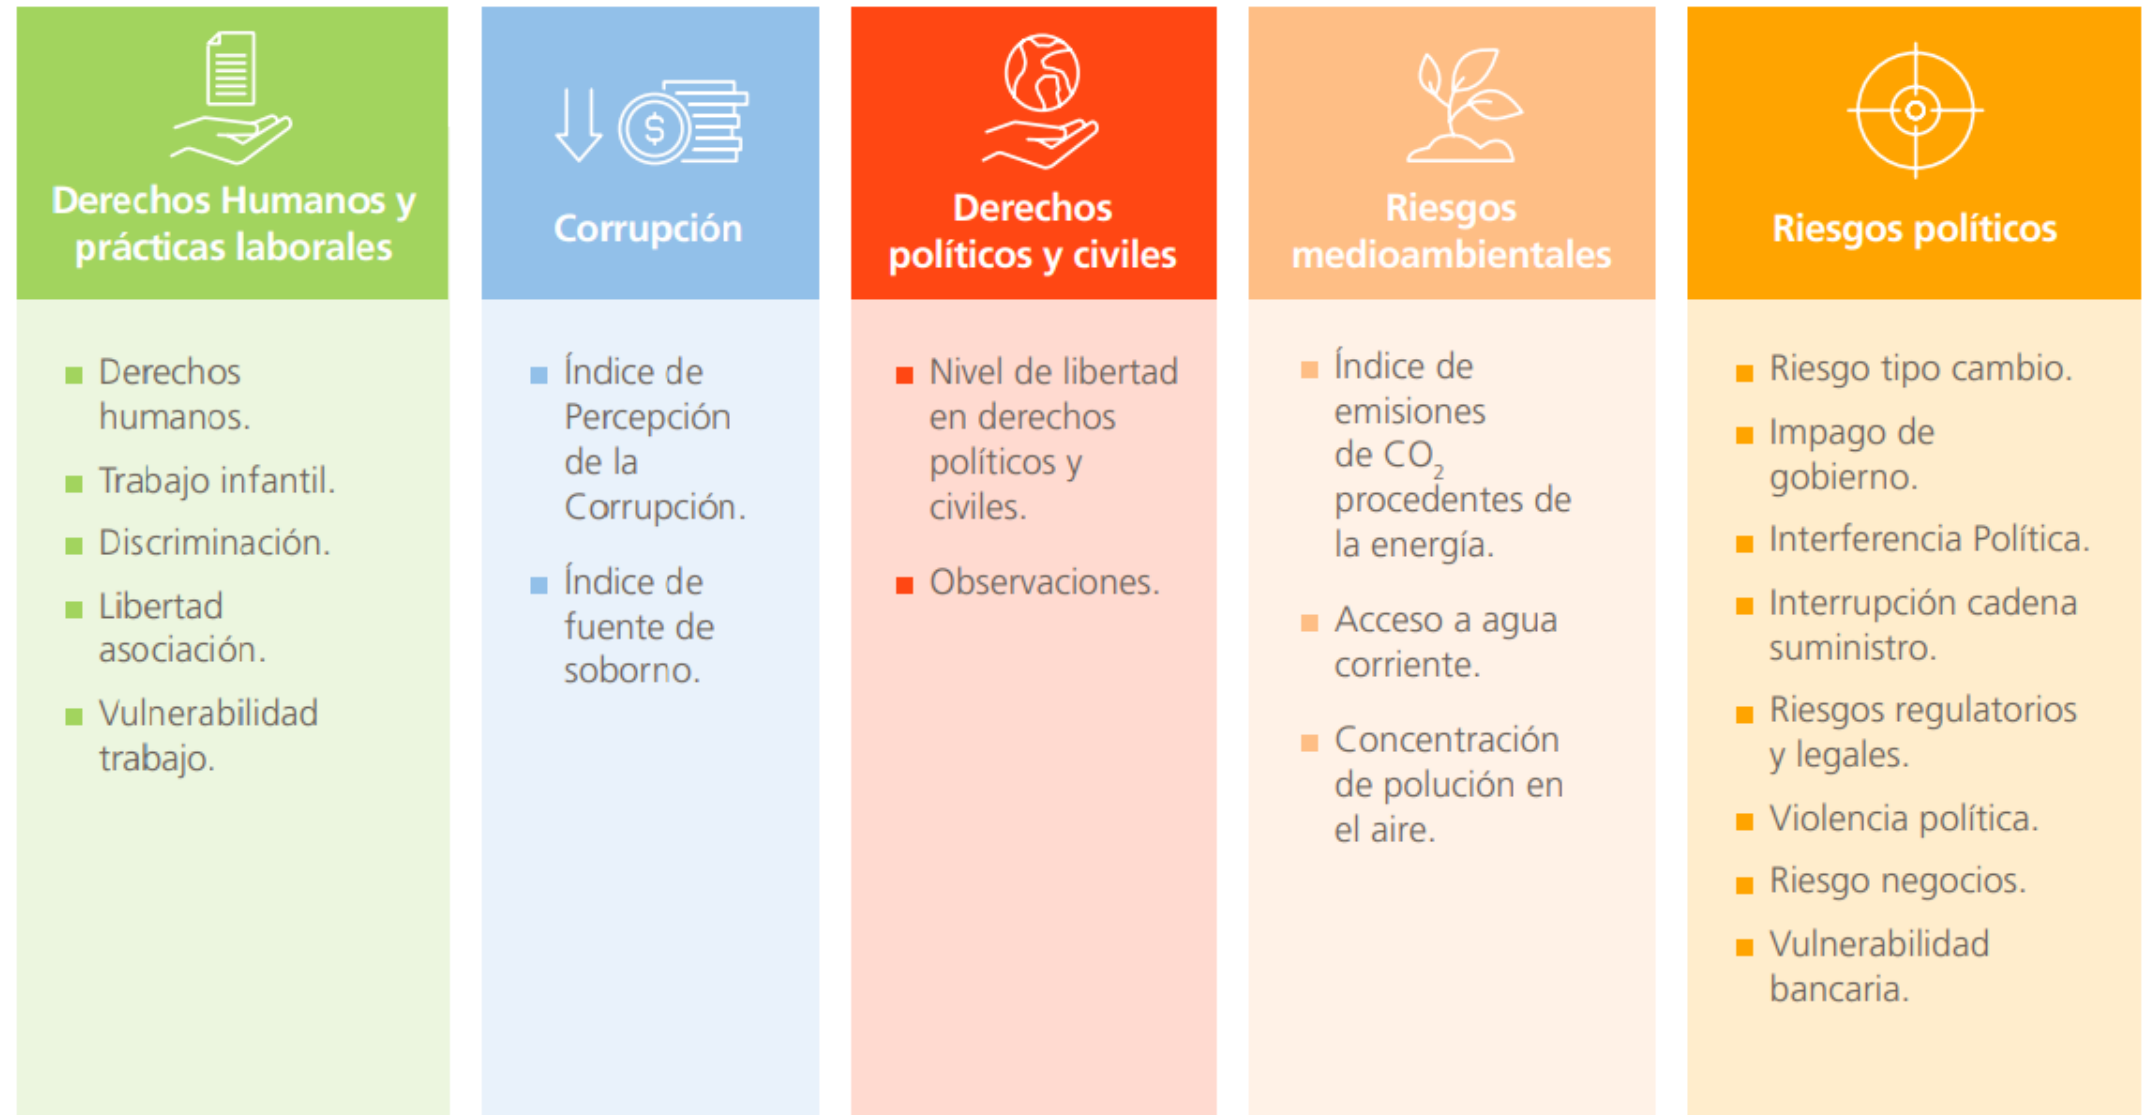 Derechos Humanos y
prácticas laborales
Derechos
humanos.
Trabajo infantil.
Discriminación.
Libertad
asociación.
Vulnerabilidad
trabajo.
$
Corrupción
Índice de
Percepción
de la
Corrupción.
Índice de
fuente de
soborno.
Derechos
políticos y civiles
Nivel de libertad
en derechos
políticos y
civiles.
Observaciones.
Riesgos
medioambientales
Índice de
emisiones
de CO₂
procedentes de
la energía.
Acceso a agua
corriente.
Concentración
de polución en
el aire.
Riesgos políticos
Riesgo tipo cambio.
Impago de
gobierno.
Interferencia Política.
Interrupción cadena
suministro.
Riesgos regulatorios
y legales.
Violencia política.
Riesgo negocios.
Vulnerabilidad
bancaria.